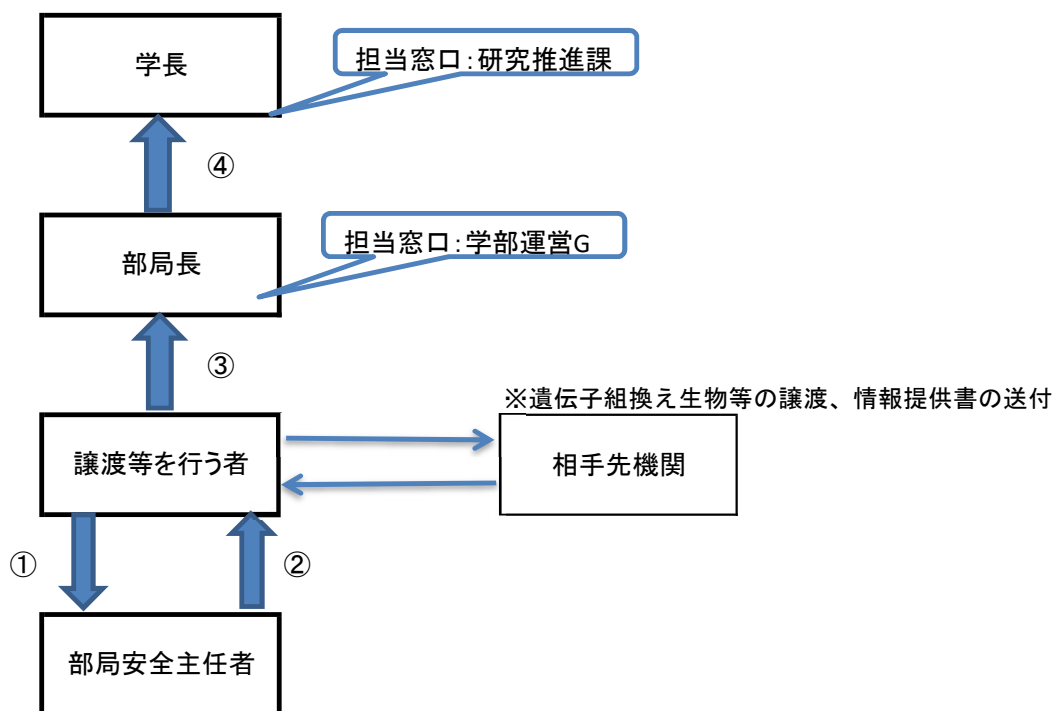 学長
担当窓口：研究推進課
④
部局長
担当窓口：学部運営G
③
※遺伝子組換え生物等の譲渡、情報提供書の送付
譲渡等を行う者
相手先機関
①
②
部局安全主任者